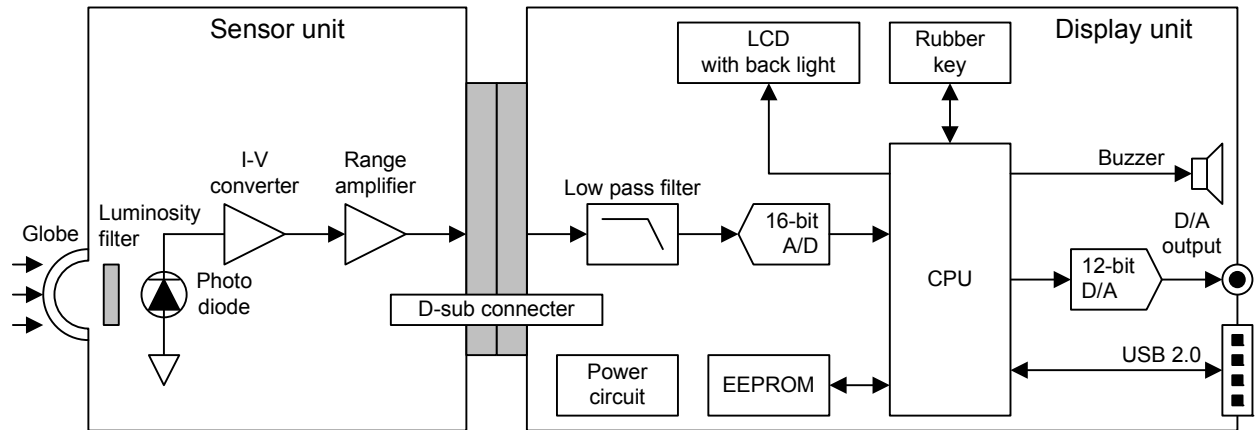 Sensor unit
Display unit
LCD
with back light
Rubber
key
I-V
converter
Range
amplifier
Low pass filter
Buzzer
Luminosity
filter
Globe
16-bit
A/D
D/A
output
Photo
diode
CPU
12-bit
D/A
D-sub connecter
USB 2.0
Power
circuit
EEPROM